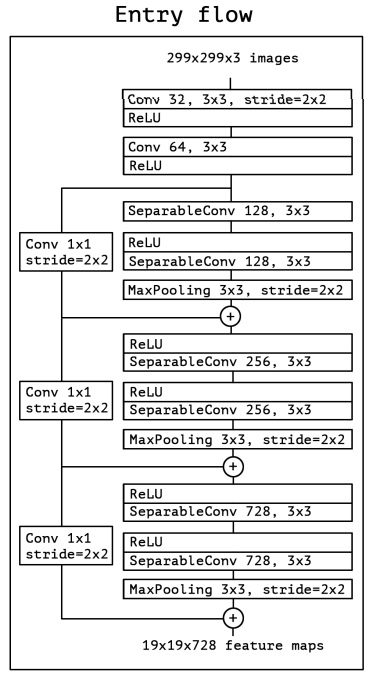 Entry flow
299x299x3 images
Conv 32, 3x3, stride=2x2
ReLU
Conv 64, 3x3
ReLU
SeparableConv 128, 3x3
Conv 1x1
stride=2x2
ReLU
SeparableConv 128, 3x3
MaxPooling 3x3, stride=2x2
+
ReLU
SeparableConv 256, 3x3
Conv 1x1
stride=2x2
ReLU
SeparableConv 256, 3x3
MaxPooling 3x3, stride=2x2
+
ReLU
SeparableConv 728, 3x3
Conv 1x1
stride=2x2
ReLU
SeparableConv 728, 3x3
MaxPooling 3x3, stride=2x2
+
19x19x728 feature maps